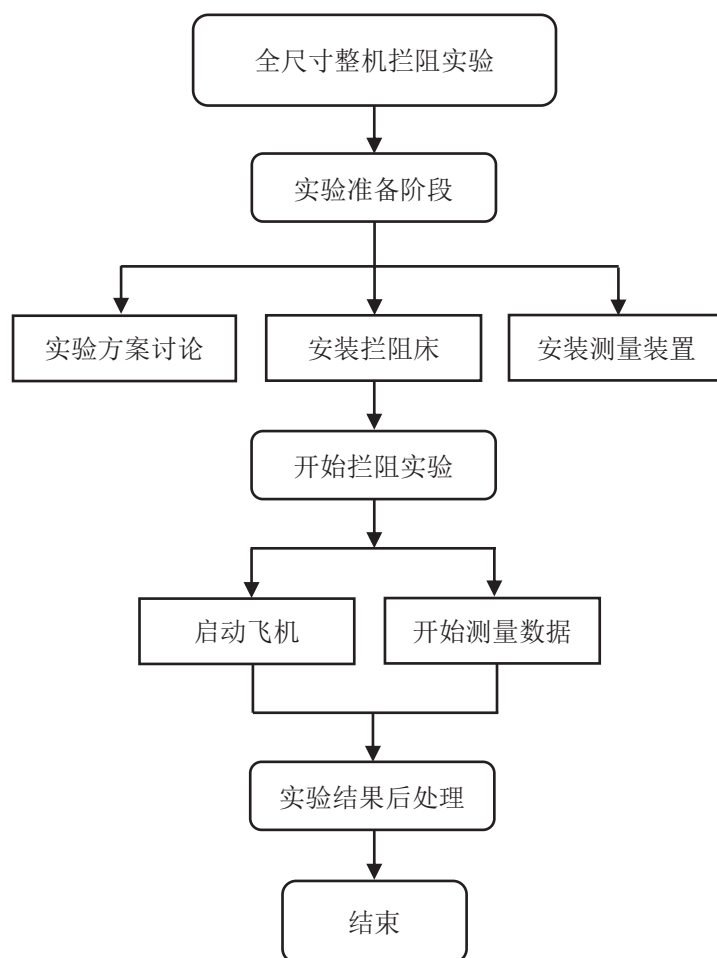 全尺寸整机拦阻实验
实验准备阶段
实验方案讨论
安装拦阻床
安装测量装置
开始拦阻实验
启动飞机
开始测量数据
实验结果后处理
结束